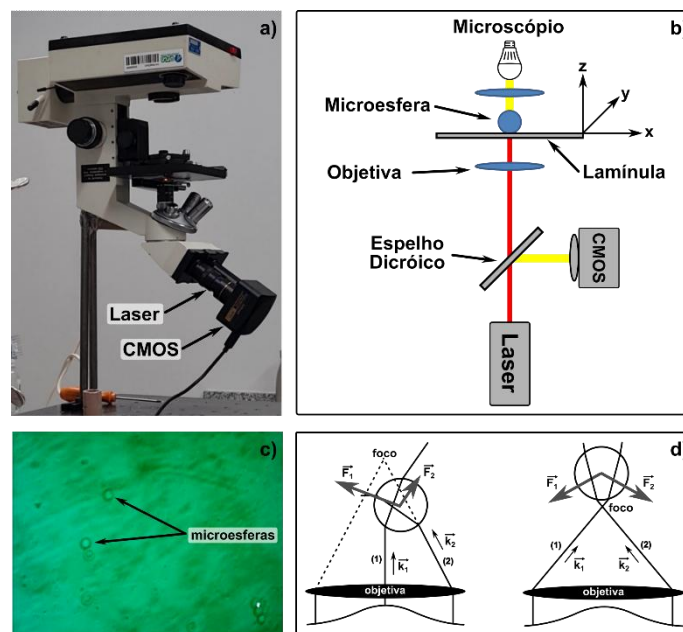 a)
Laser
CMOS
b)
Microscópio
z
y
x
Microesfera
Objetiva
Lamínula
Espelho
Dicróico
CMOS
Laser
c)
microesferas
d)
foco
F₁
F₂
k₂
(1)
k₁
(2)
objetiva
F₁
F₂
foco
(1)
k₁
k₂
(2)
objetiva